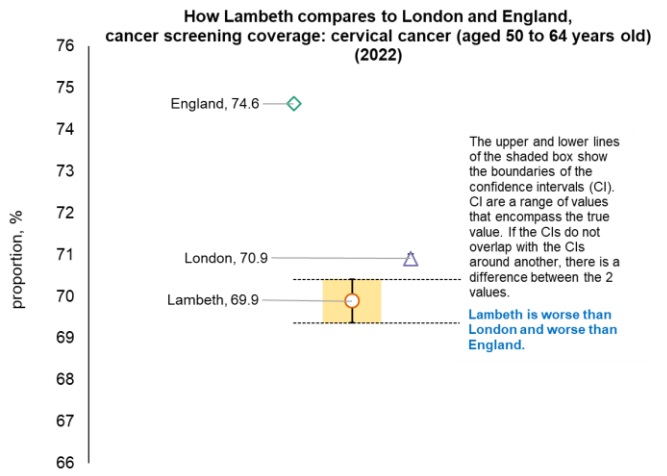 How Lambeth compares to London and England,
cancer screening coverage: cervical cancer (aged 50 to 64 years old)
(2022)
76
75
74
73
72
71
70
69
68
67
66
proportion, %
England, 74.6
London, 70.9
Lambeth, 69.9
The upper and lower lines
of the shaded box show
the boundaries of the
confidence intervals (CI).
CI are a range of values
that encompass the true
value. If the CIs do not
overlap with the CIs
around another, there is a
difference between the 2
values.
Lambeth is worse than
London and worse than
England.